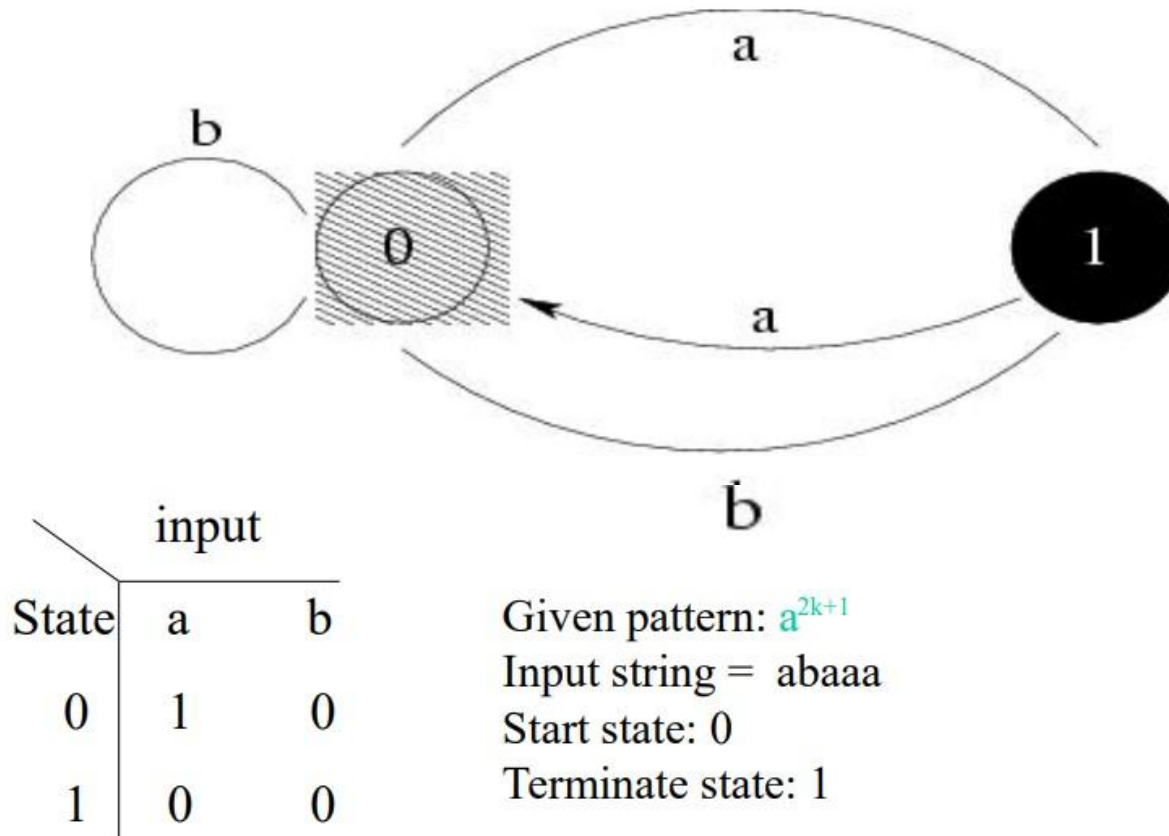 a
b
0
1
a
b
input
State a b
0 1 0
1 0 0
Given pattern: a^{2k+1}
Input string = abaaa
Start state: 0
Terminate state: 1